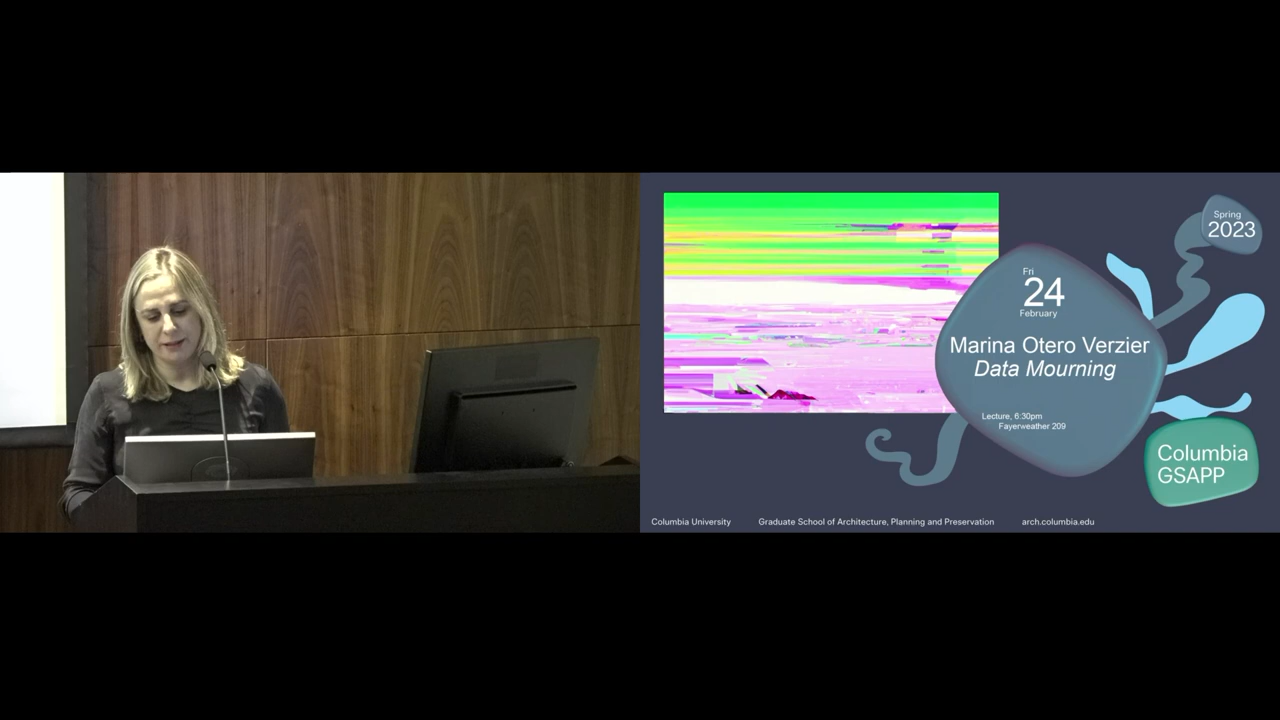 Spring
2023
Fri
24
February
Marina Otero Verzier
Data Mourning
Lecture, 6:30pm
Fayerweather 209
Columbia
GSAPP
Columbia University
Graduate School of Architecture, Planning and Preservation
arch.columbia.edu